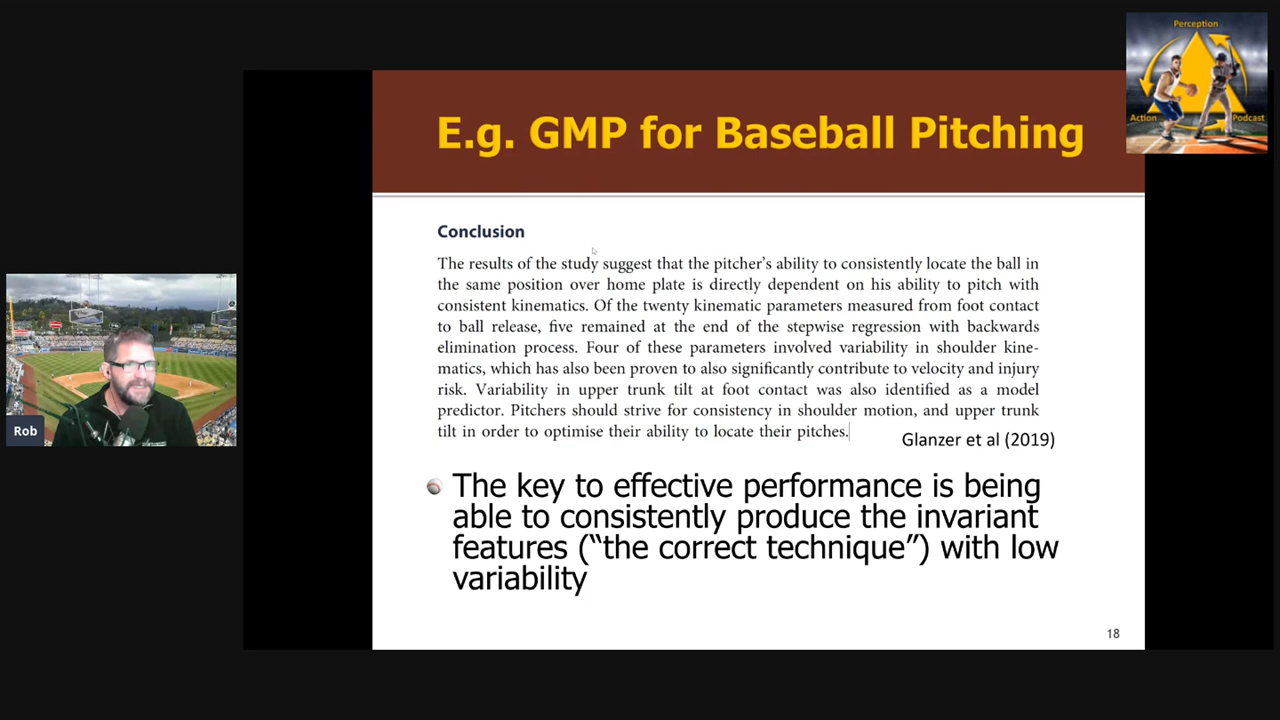 Perception
Action
Podcast
E.g. GMP for Baseball Pitching
Conclusion
The results of the study suggest that the pitcher's ability to consistently locate the ball in
the same position over home plate is directly dependent on his ability to pitch with
consistent kinematics. Of the twenty kinematic parameters measured from foot contact
to ball release, five remained at the end of the stepwise regression with backwards
elimination process. Four of these parameters involved variability in shoulder kine-
matics, which has also been proven to also significantly contribute to velocity and injury
risk. Variability in upper trunk tilt at foot contact was also identified as a model
predictor. Pitchers should strive for consistency in shoulder motion, and upper trunk
tilt in order to optimise their ability to locate their pitches.
Glanzer et al (2019)
The key to effective performance is being
able to consistently produce the invariant
features (“the correct technique”) with low
variability
18
Rob